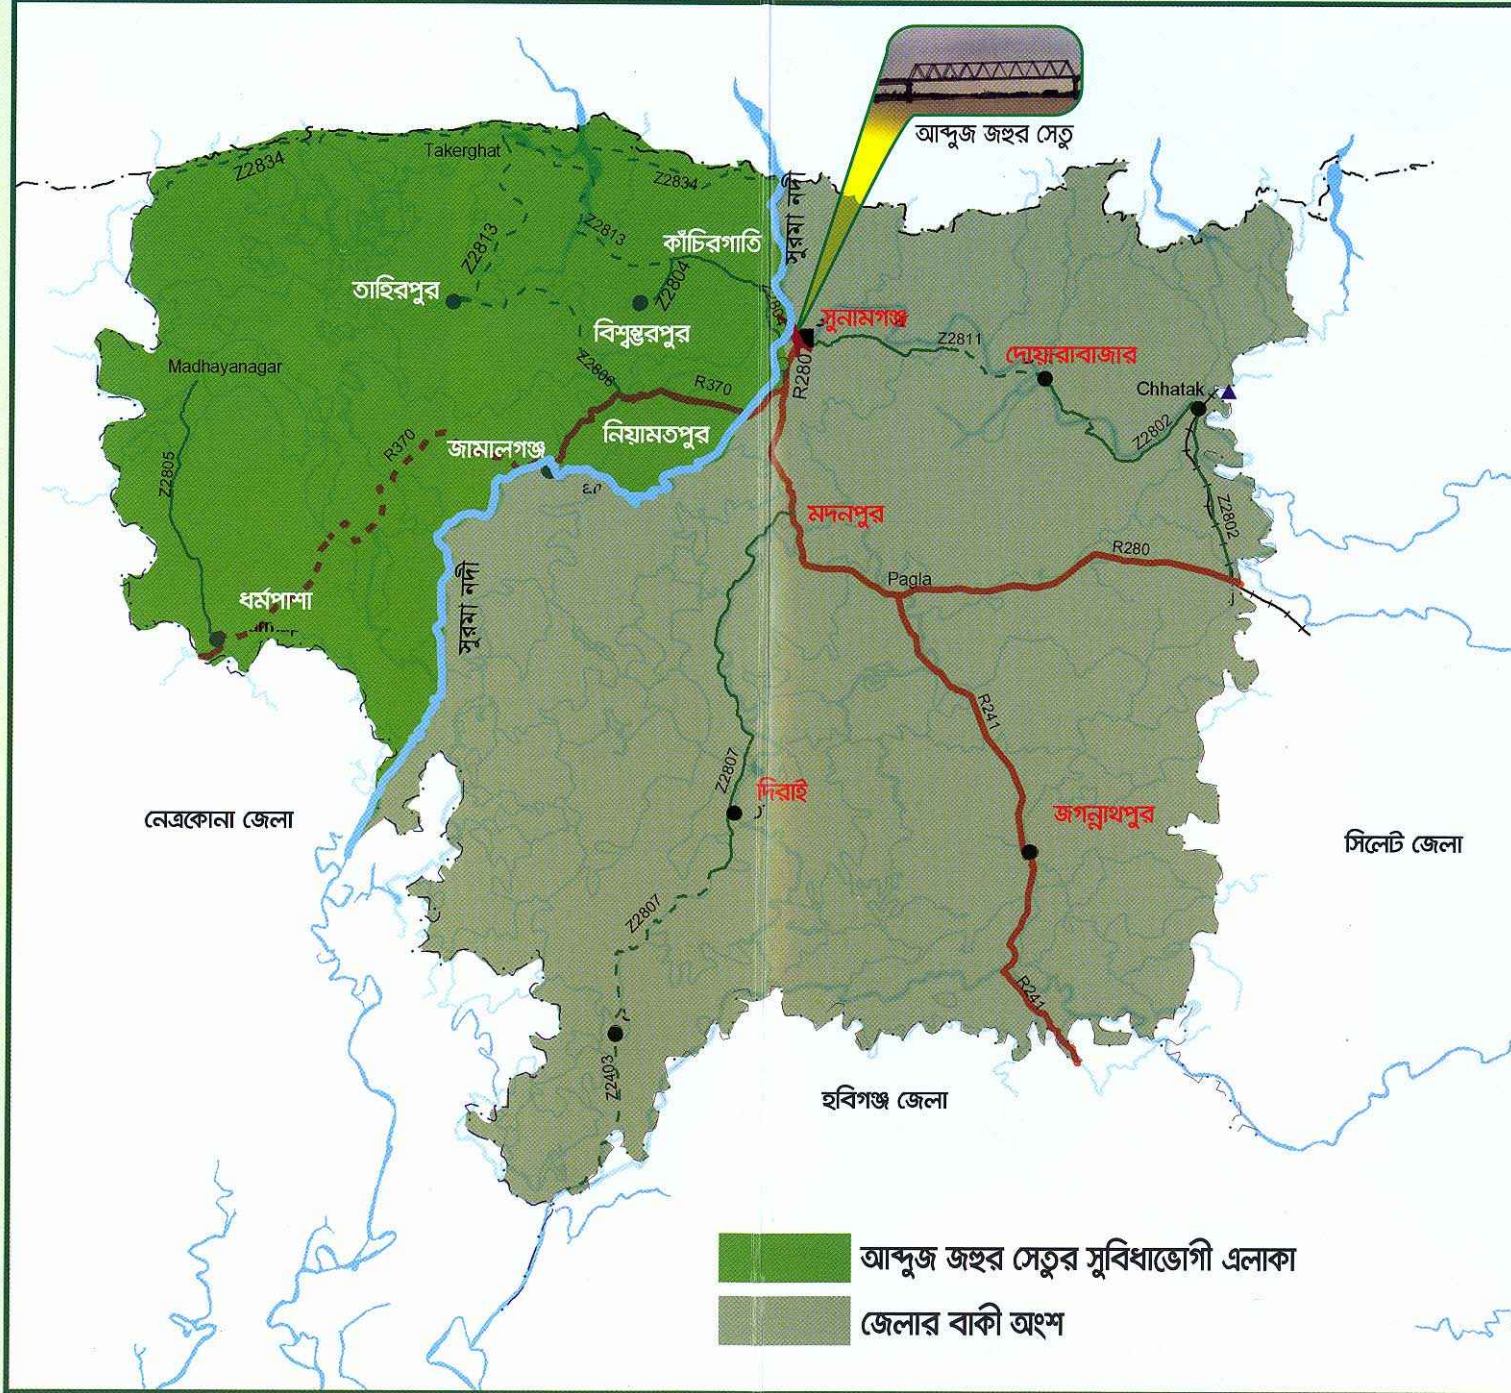 আব্দুজ জহুর সেতু
Takerghat
Z2834
Z2834
সুরমা নদী
Z2813
Z2813
কাঁচিরগাতি
Z2804
তাহিরপুর
বিশ্বম্ভরপুর
সুনামগঞ্জ
Z2811
দোয়ারাবাজার
R280
Madhayanagar
Z2806
R370
Chhatak
নিয়ামতপুর
Z2802
R370
জামালগঞ্জ
Z2805
Z2802
মদনপুর
R280
Pagla
সুরমা নদী
ধর্মপাশা
R241
Z2807
দিরাই
জগন্নাথপুর
নেত্রকোনা জেলা
সিলেট জেলা
Z2807
R241
Z2403
হবিগঞ্জ জেলা
আব্দুজ জহুর সেতুর সুবিধাভোগী এলাকা
জেলার বাকী অংশ